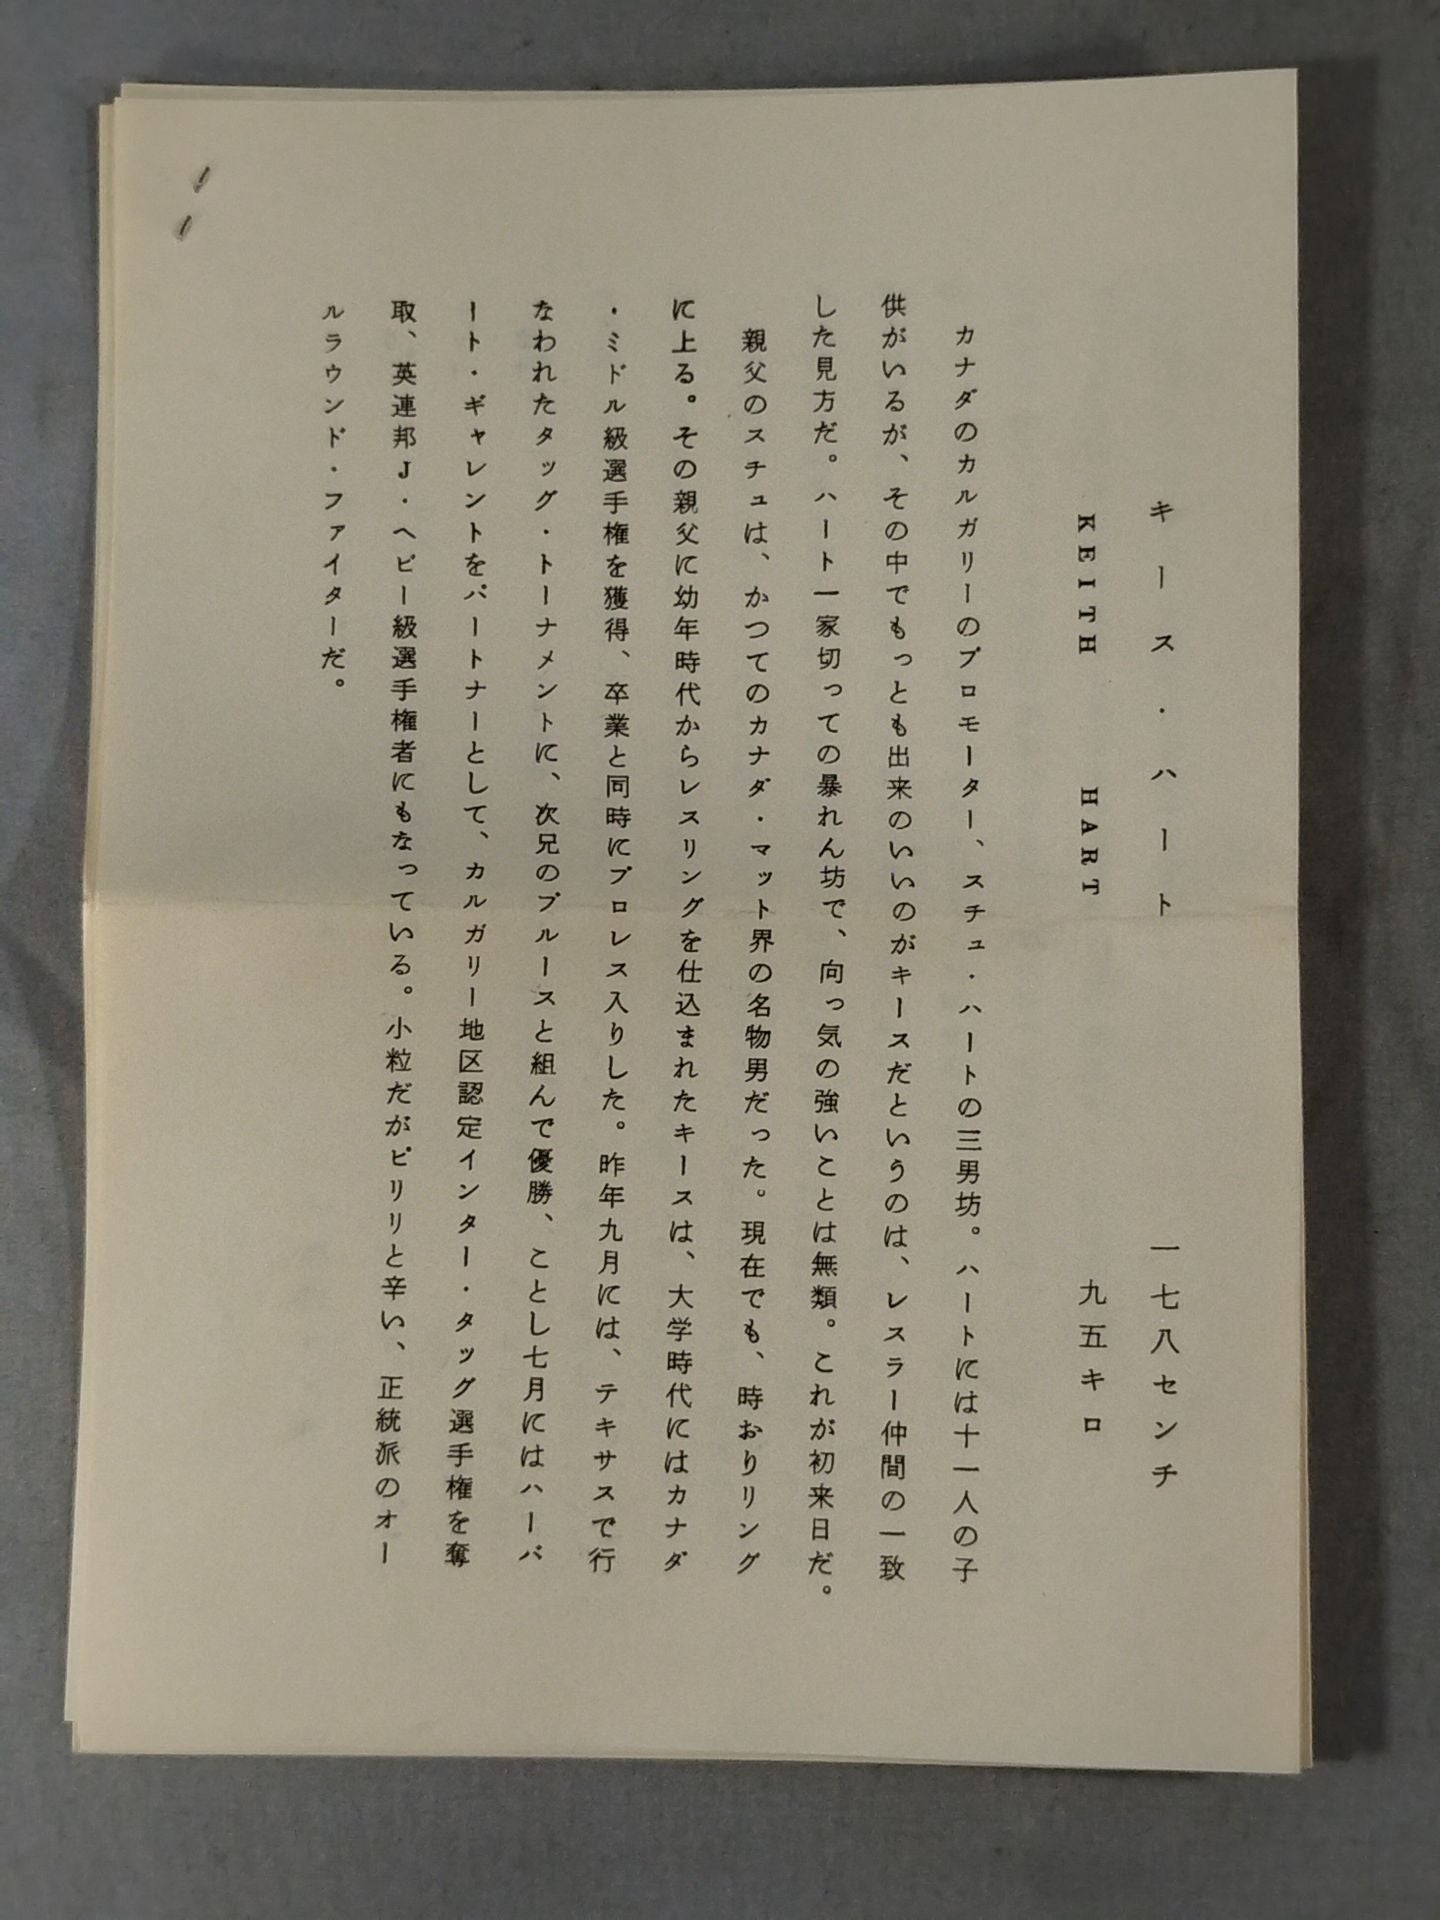 キース・ハート　一七八センチ
KEITH HART　九五キロ
カナダのカルガリーのプロモーター、スチュ・ハートの三男坊。ハートには十一人の子
供がいるが、その中でもっとも出来のいいのがキースだというのは、レスラー仲間の一致
した見方だ。ハート一家切っての暴れん坊で、向っ気の強いことは無類。これが初来日だ。
親父のスチュは、かつてのカナダ・マット界の名物男だった。現在でも、時おりリング
に上る。その親父に幼年時代からレスリングを仕込まれたキースは、大学時代にはカナダ
・ミドル級選手権を獲得、卒業と同時にプロレス入りした。昨年九月には、テキサスで行
なわれたタッグ・トーナメントに、次兄のブルースと組んで優勝、ことし七月にはハーバ
ート・ギャレントをパートナーとして、カルガリー地区認定インター・タッグ選手権を奪
取、英連邦J・ヘビー級選手権者にもなっている。小粒だがピリリと辛い、正統派のオー
ルラウンド・ファイターだ。